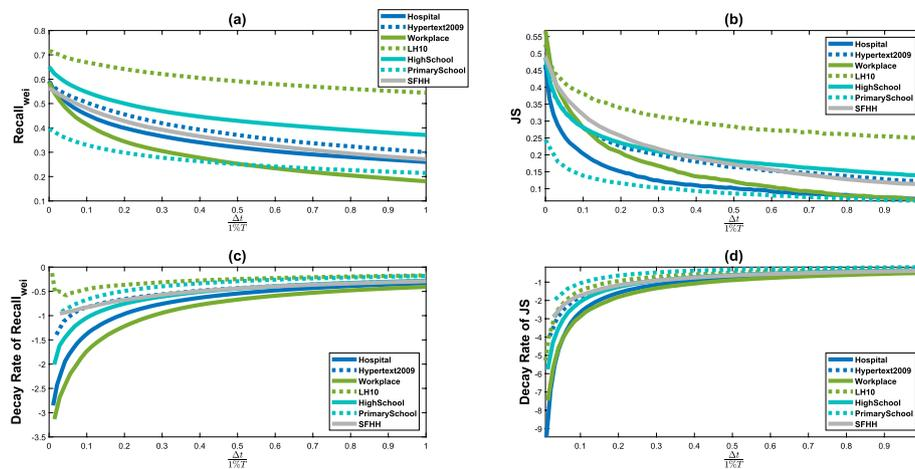 (a)
Recall_wei
0.8
0.7
0.6
0.5
0.4
0.3
0.2
0.1
0 0.1 0.2 0.3 0.4 0.5 0.6 0.7 0.8 0.9 1
Δt
1%T
Hospital
Hypertext2009
Workplace
LH10
HighSchool
PrimarySchool
SFHH
(b)
JS
0.55
0.5
0.45
0.4
0.35
0.3
0.25
0.2
0.15
0.1
0 0.1 0.2 0.3 0.4 0.5 0.6 0.7 0.8 0.9
Δt
1%T
Hospital
Hypertext2009
Workplace
LH10
HighSchool
PrimarySchool
SFHH
(c)
Decay Rate of Recall_wei
0
-0.5
-1
-1.5
-2
-2.5
-3
-3.5
0 0.1 0.2 0.3 0.4 0.5 0.6 0.7 0.8 0.9 1
Δt
1%T
Hospital
Hypertext2009
Workplace
LH10
HighSchool
PrimarySchool
SFHH
(d)
Decay Rate of JS
-1
-2
-3
-4
-5
-6
-7
-8
-9
0.1 0.2 0.3 0.4 0.5 0.6 0.7 0.8 0.9
Δt
1%T
Hospital
Hypertext2009
Workplace
LH10
HighSchool
PrimarySchool
SFHH